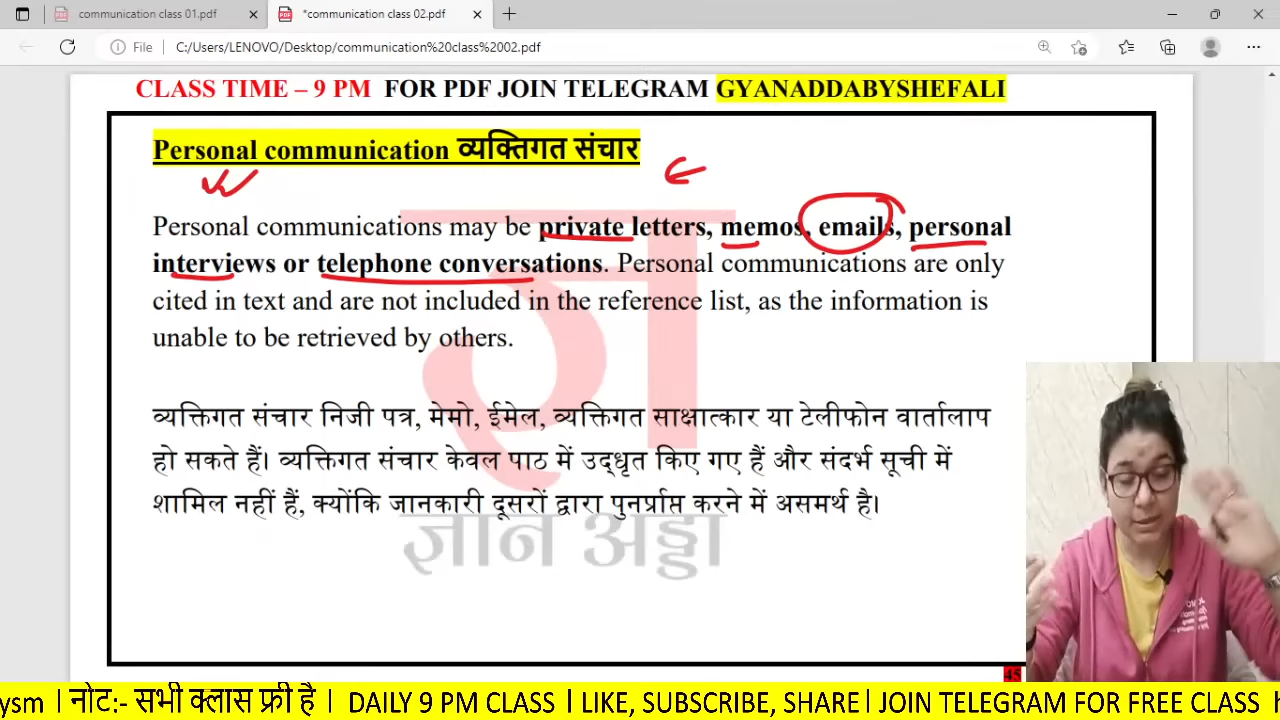 communication class 01.pdf
*communication class 02.pdf
File
C:/Users/LENOVO/Desktop/communication%20class%2002.pdf
CLASS TIME – 9 PM FOR PDF JOIN TELEGRAM GYANADDABYSHEFALI
Personal communication व्यक्तिगत संचार
Personal communications may be private letters, memos, emails, personal
interviews or telephone conversations. Personal communications are only
cited in text and are not included in the reference list, as the information is
unable to be retrieved by others.
व्यक्तिगत संचार निजी पत्र, मेमो, ईमेल, व्यक्तिगत साक्षात्कार या टेलीफोन वार्तालाप
हो सकते हैं। व्यक्तिगत संचार केवल पाठ में उद्धृत किए गए हैं और संदर्भ सूची में
शामिल नहीं हैं, क्योंकि जानकारी दूसरों द्वारा पुनर्प्राप्त करने में असमर्थ है।
ज्ञान अड्डा
45
ysm । नोट:- सभी क्लास फ्री है । DAILY 9 PM CLASS । LIKE, SUBSCRIBE, SHARE। JOIN TELEGRAM FOR FREE CLASS